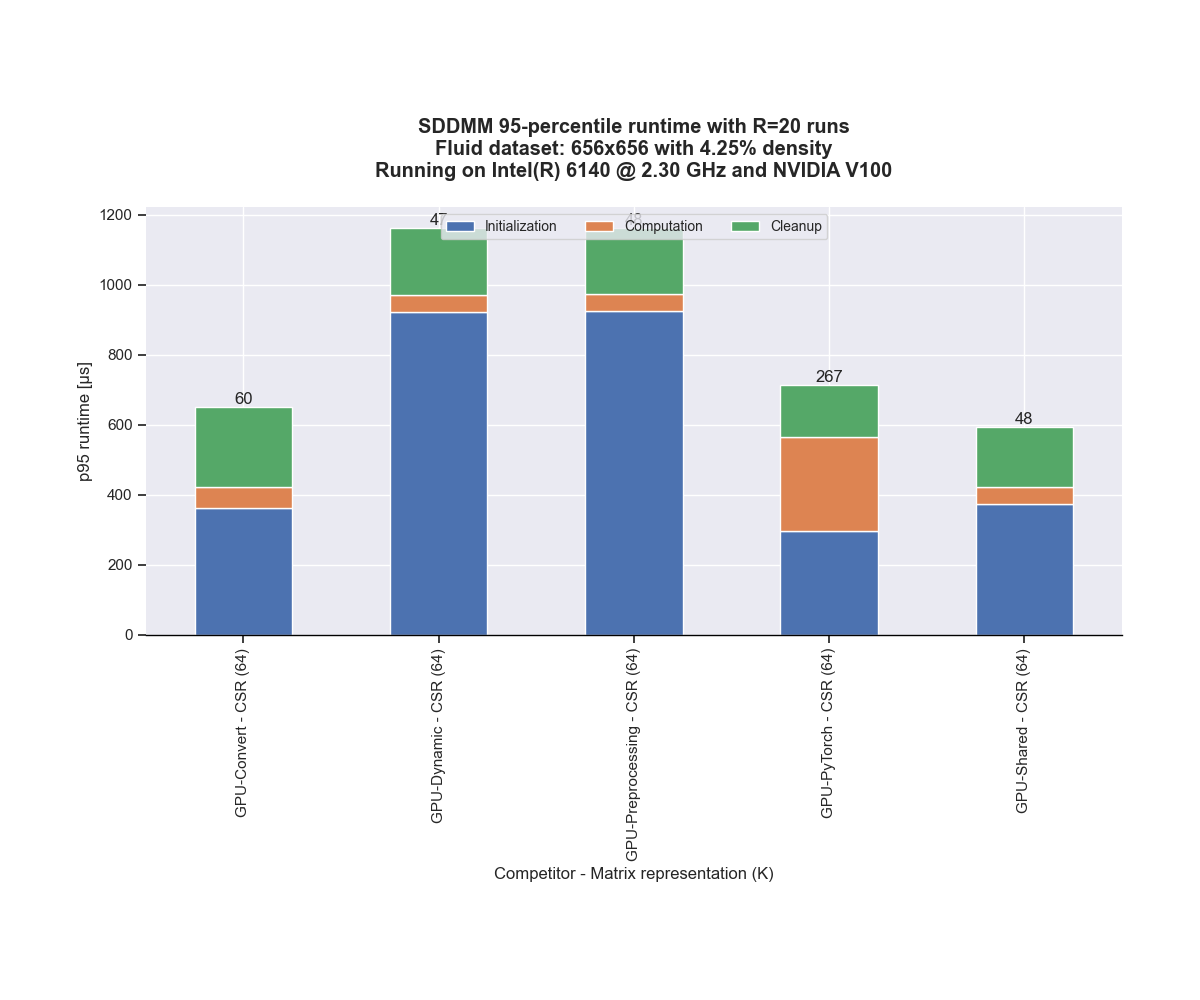 SDDMM 95-percentile runtime with R=20 runs
Fluid dataset: 656x656 with 4.25% density
Running on Intel(R) 6140 @ 2.30 GHz and NVIDIA V100
Initialization
Computation
Cleanup
p95 runtime [µs]
1200
1000
800
600
400
200
0
60
47
48
267
48
GPU-Convert - CSR (64)
GPU-Dynamic - CSR (64)
GPU-Preprocessing - CSR (64)
GPU-PyTorch - CSR (64)
GPU-Shared - CSR (64)
Competitor - Matrix representation (K)